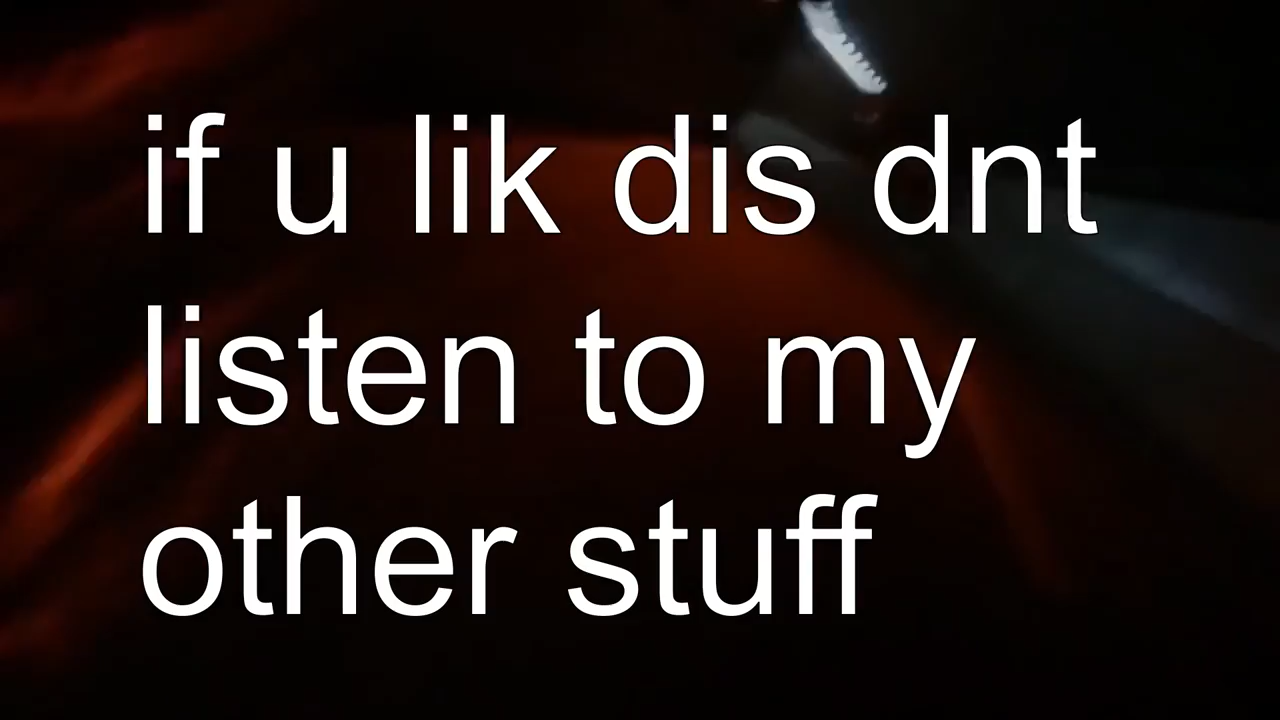 if u lik dis dnt
listen to my
other stuff